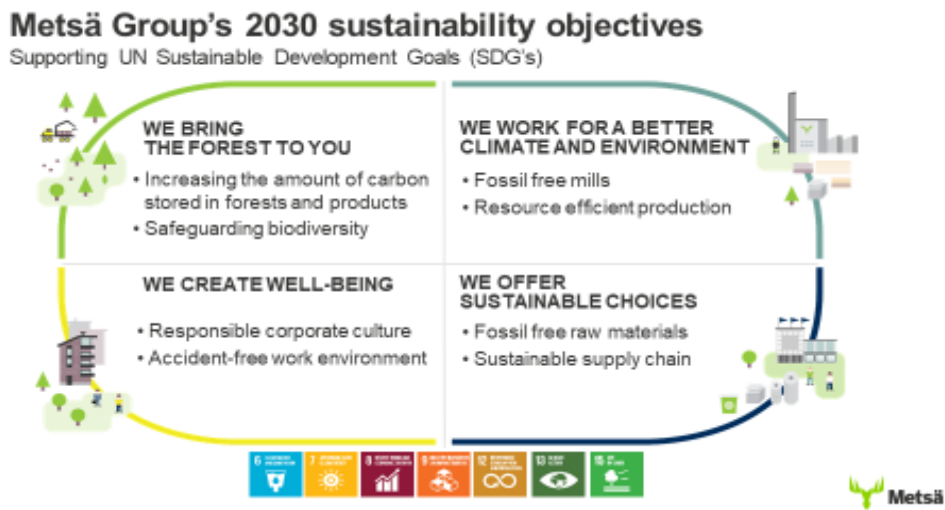 Metsä Group's 2030 sustainability objectives
Supporting UN Sustainable Development Goals (SDG's)
WE BRING
THE FOREST TO YOU
• Increasing the amount of carbon
stored in forests and products
• Safeguarding biodiversity
WE WORK FOR A BETTER
CLIMATE AND ENVIRONMENT
• Fossil free mills
• Resource efficient production
WE CREATE WELL-BEING
• Responsible corporate culture
• Accident-free work environment
WE OFFER
SUSTAINABLE CHOICES
• Fossil free raw materials
• Sustainable supply chain
6
7
8
9
12
13
15
Metsä